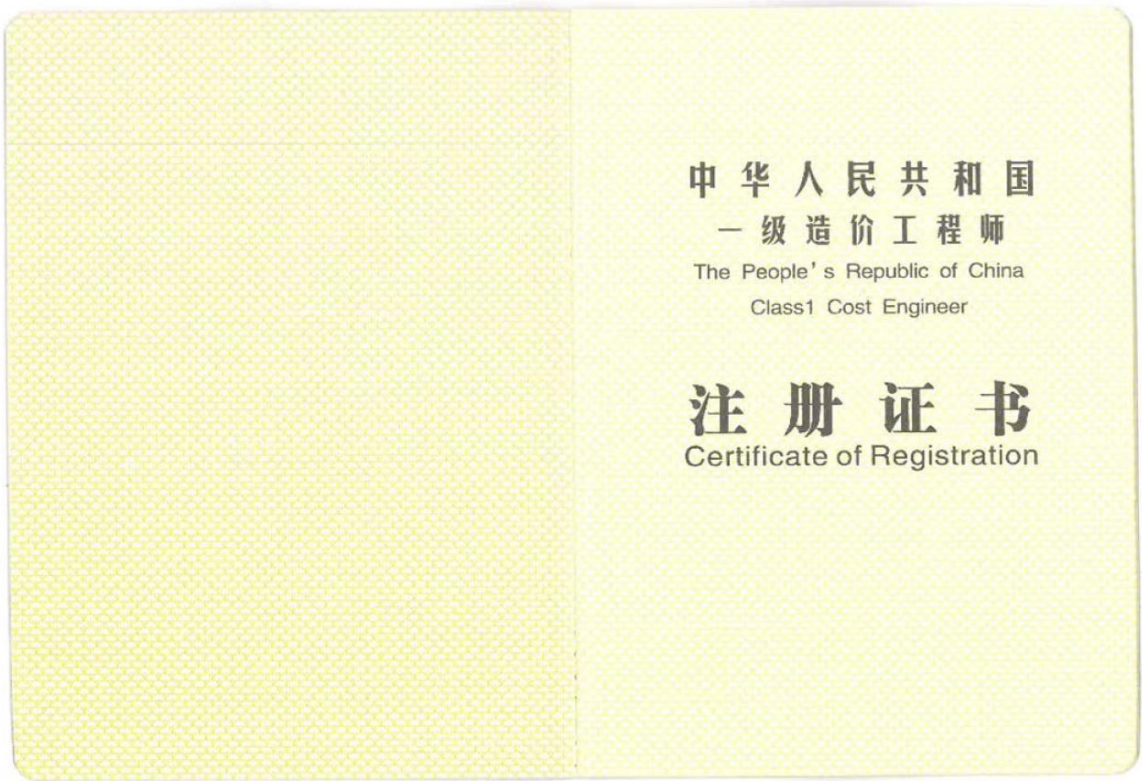 中华人民共和国
一级造价工程师
The People's Republic of China
Class1 Cost Engineer
注册证书
Certificate of Registration